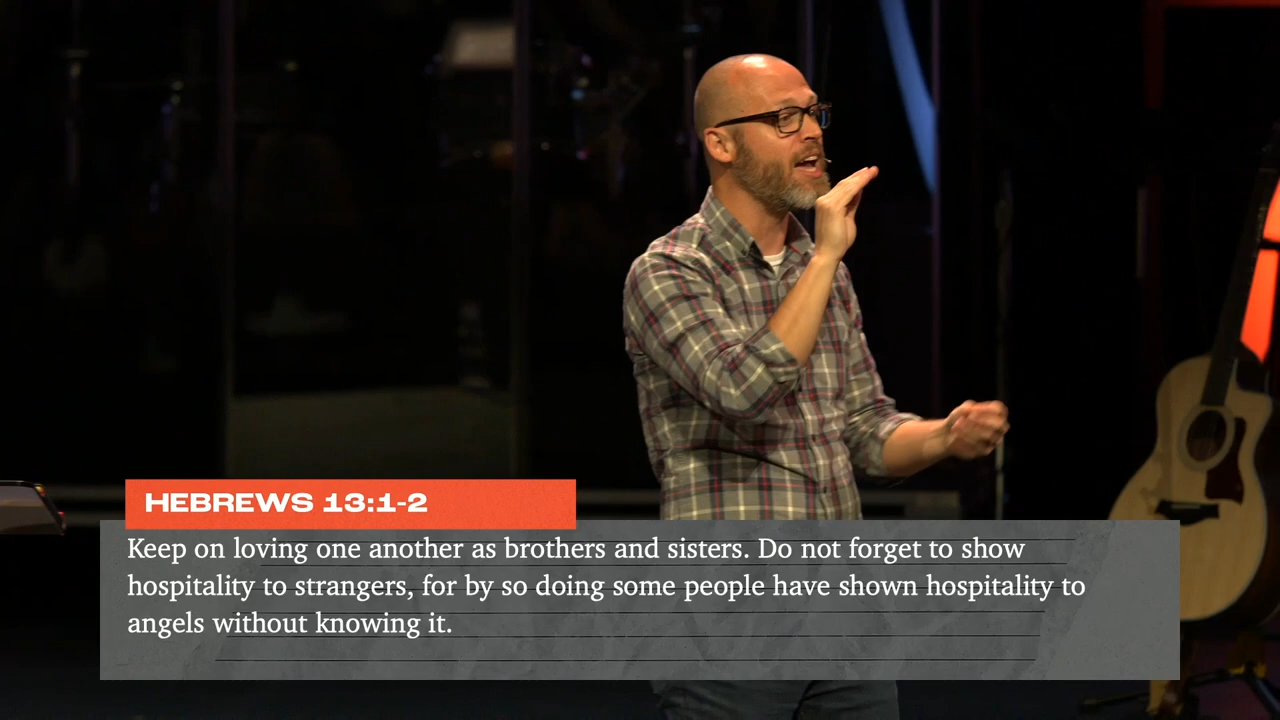 HEBREWS 13:1-2
Keep on loving one another as brothers and sisters. Do not forget to show
hospitality to strangers, for by so doing some people have shown hospitality to
angels without knowing it.